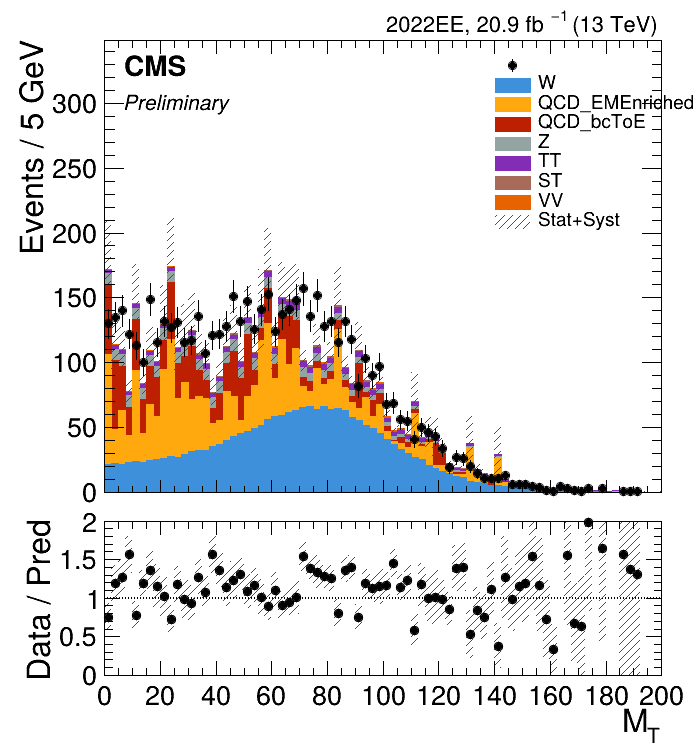 2022EE, 20.9 fb⁻¹ (13 TeV)
CMS
Preliminary
W
QCD_EMEnriched
QCD_bcToE
Z
TT
ST
VV
Stat+Syst
Events / 5 GeV
300
250
200
150
100
50
0
Data / Pred
2
1.5
1
0.5
0
0 20 40 60 80 100 120 140 160 180 200
M_T